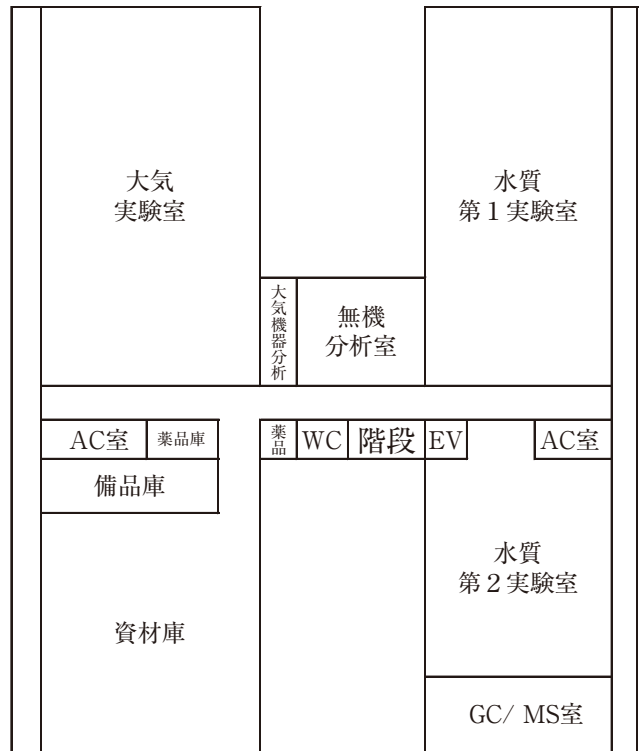 大気
実験室
水質
第１実験室
大気機器分析
無機
分析室
AC室
薬品庫
薬品
WC
階段
EV
AC室
備品庫
水質
第２実験室
資材庫
GC/ MS室